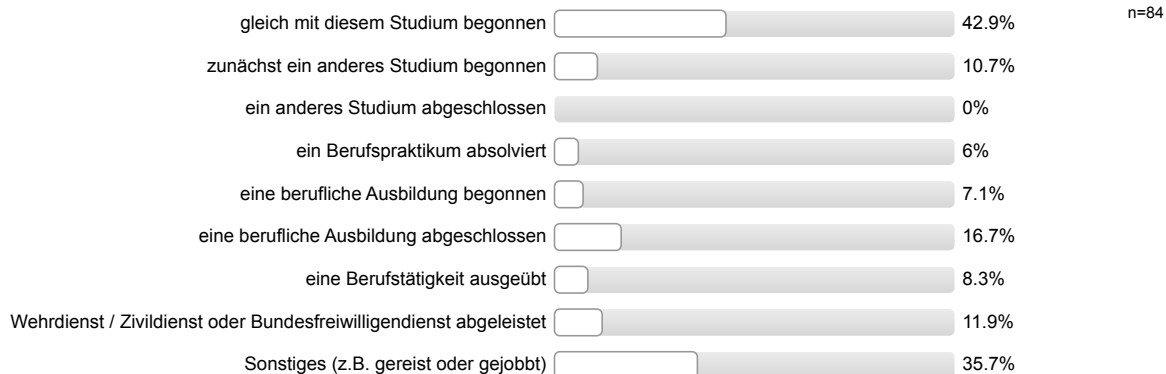 gleich mit diesem Studium begonnen 42.9% n=84
zunächst ein anderes Studium begonnen 10.7%
ein anderes Studium abgeschlossen 0%
ein Berufspraktikum absolviert 6%
eine berufliche Ausbildung begonnen 7.1%
eine berufliche Ausbildung abgeschlossen 16.7%
eine Berufstätigkeit ausgeübt 8.3%
Wehrdienst / Zivildienst oder Bundesfreiwilligendienst abgeleistet 11.9%
Sonstiges (z.B. gereist oder gejobbt) 35.7%